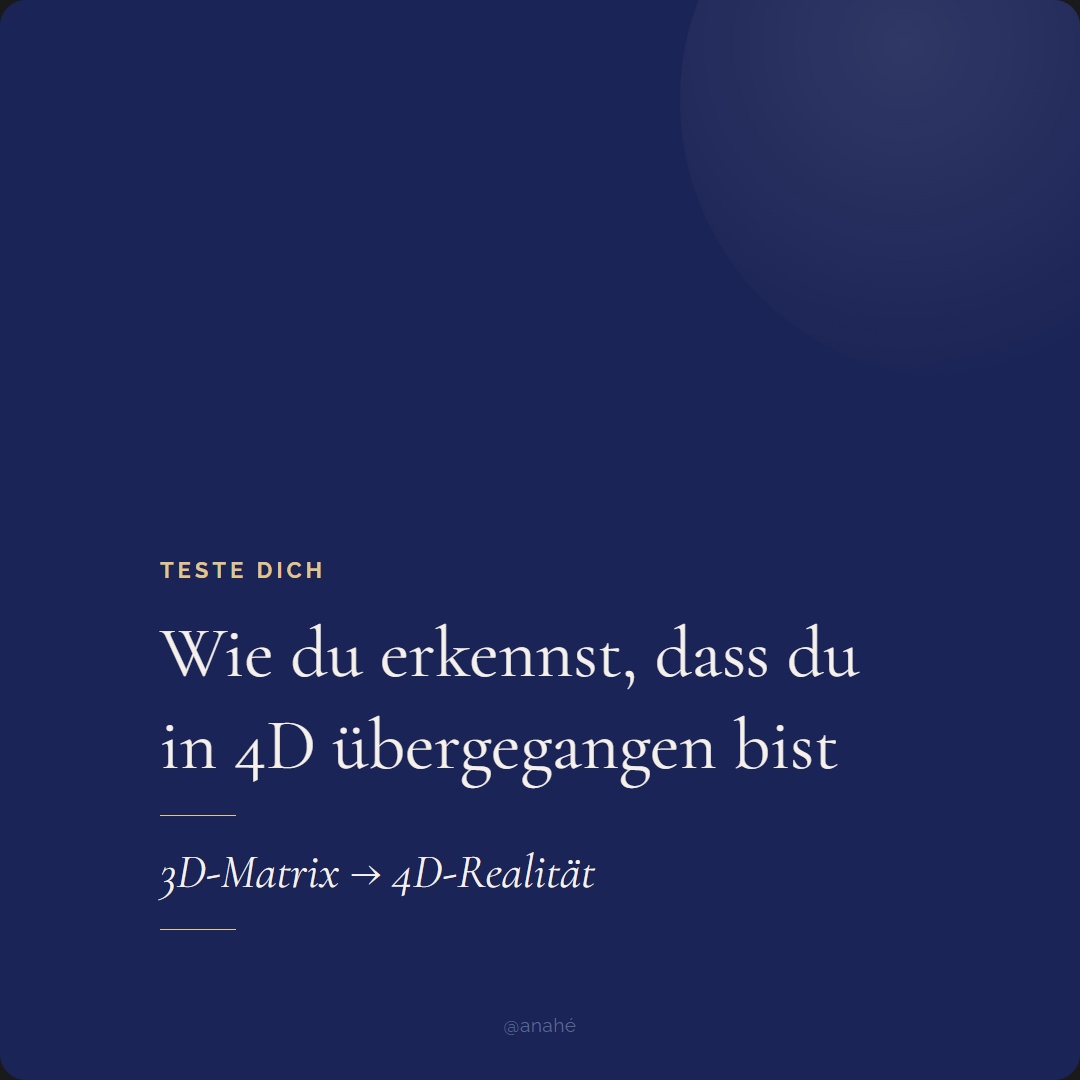 TESTE DICH
Wie du erkennst, dass du
in 4D übergegangen bist
3D-Matrix → 4D-Realität
@anahé